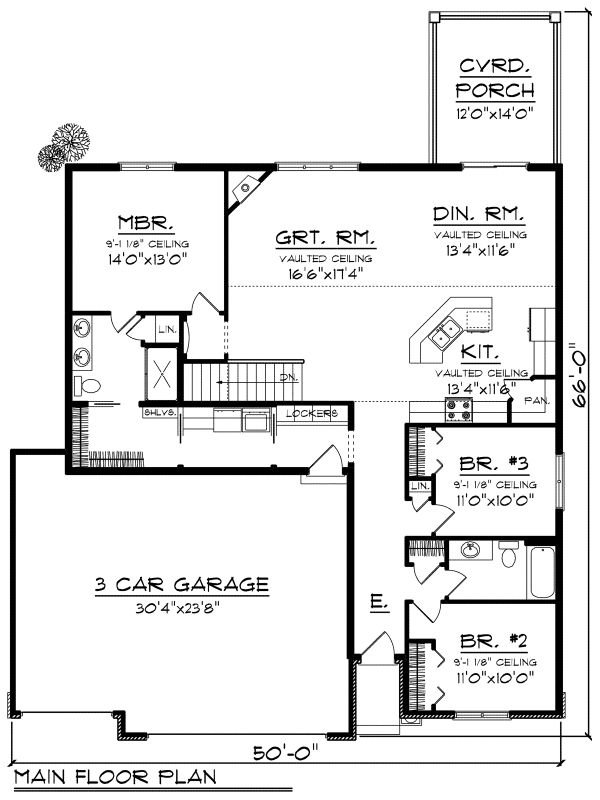 CVRD.
PORCH
12'0"x14'0"
MBR.
9'-1 1/8" CEILING
14'0"x13'0"
GRT. RM.
VAULTED CEILING
16'6"x17'4"
DIN. RM.
VAULTED CEILING
13'4"x11'6"
LIN.
KIT.
VAULTED CEILING
13'4"x11'6"
DN.
PAN.
SHLVS.
LOCKERS
BR. #3
9'-1 1/8" CEILING
11'0"x10'0"
LIN.
66'-0"
3 CAR GARAGE
30'4"x23'8"
E.
BR. #2
9'-1 1/8" CEILING
11'0"x10'0"
50'-0"
MAIN FLOOR PLAN